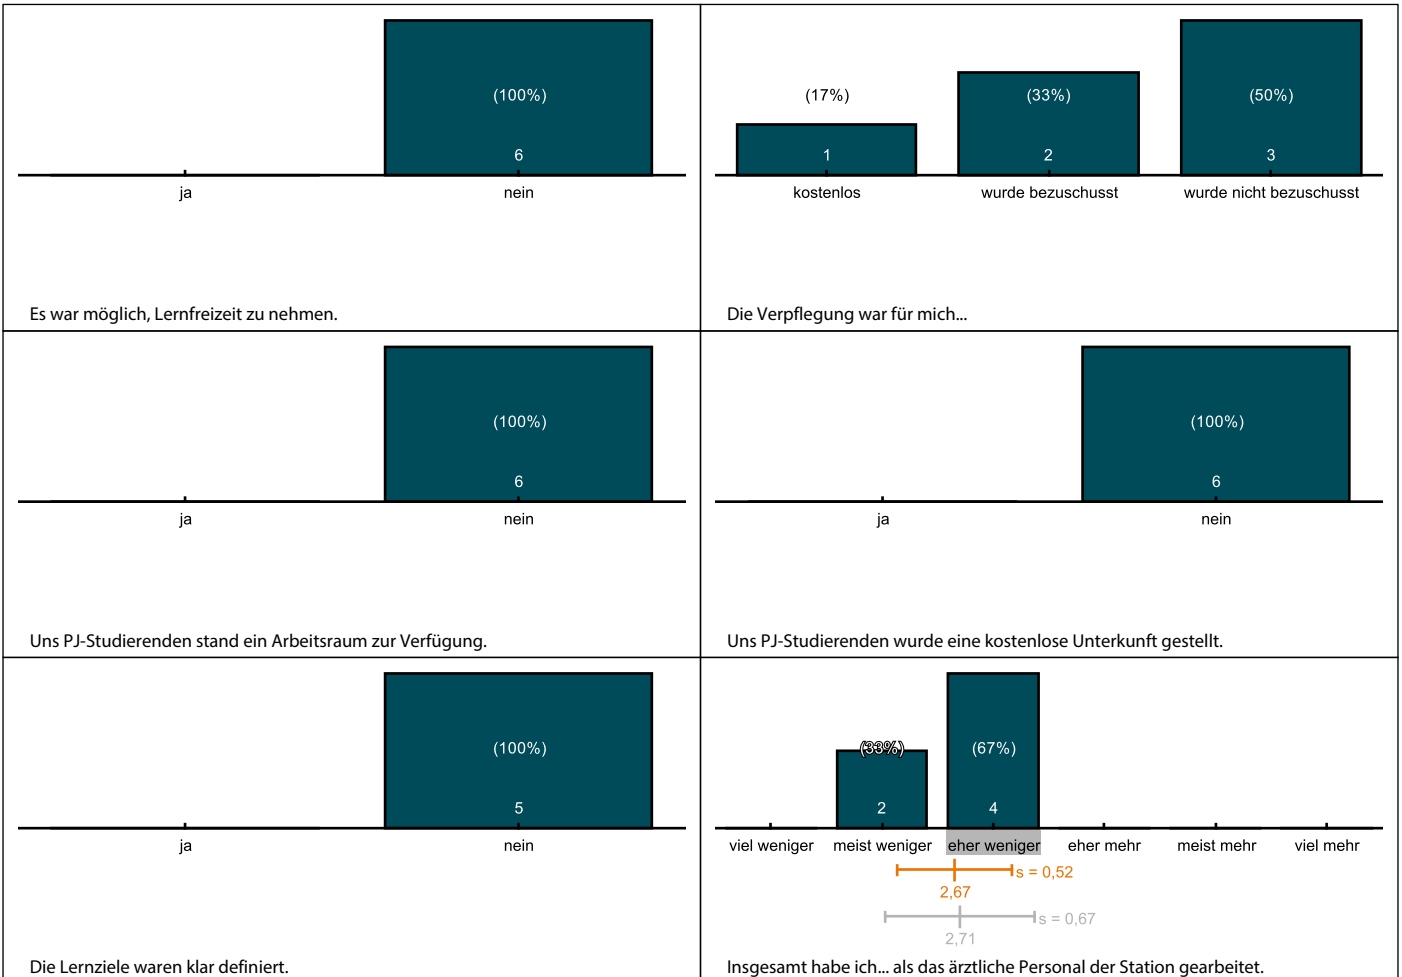 (100%)
6
ja
nein
Es war möglich, Lernfreizeit zu nehmen.
(17%)
(33%)
(50%)
1
2
3
kostenlos
wurde bezuschusst
wurde nicht bezuschusst
Die Verpflegung war für mich...
(100%)
6
ja
nein
Uns PJ-Studierenden stand ein Arbeitsraum zur Verfügung.
(100%)
6
ja
nein
Uns PJ-Studierenden wurde eine kostenlose Unterkunft gestellt.
(100%)
5
ja
nein
Die Lernziele waren klar definiert.
(33%)
(67%)
2
4
viel weniger
meist weniger
eher weniger
eher mehr
meist mehr
viel mehr
s = 0,52
2,67
s = 0,67
2,71
Insgesamt habe ich... als das ärztliche Personal der Station gearbeitet.